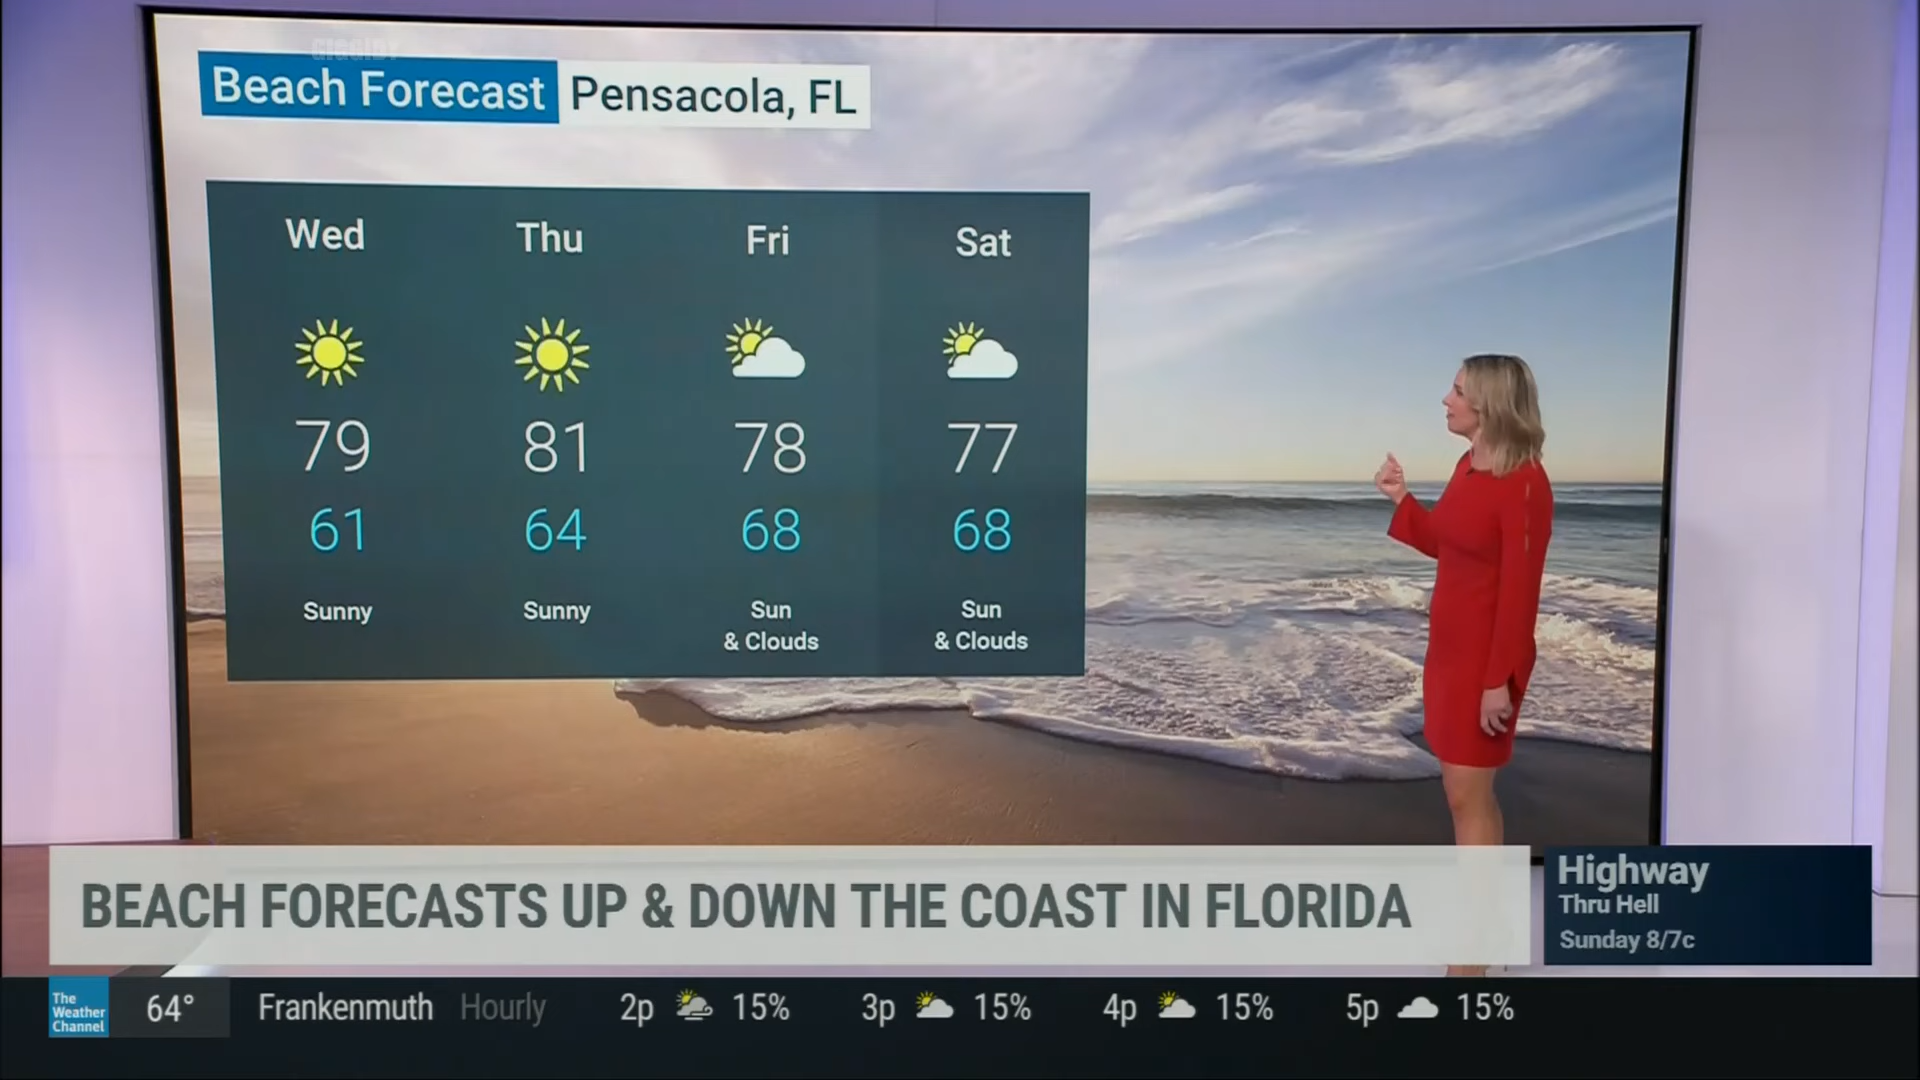 GIGGIDY
Beach Forecast Pensacola, FL
Wed Thu Fri Sat
79 81 78 77
61 64 68 68
Sunny Sunny Sun & Clouds Sun & Clouds
BEACH FORECASTS UP & DOWN THE COAST IN FLORIDA
Highway
Thru Hell
Sunday 8/7c
The
Weather
Channel
64° Frankenmuth Hourly 2p 15% 3p 15% 4p 15% 5p 15%